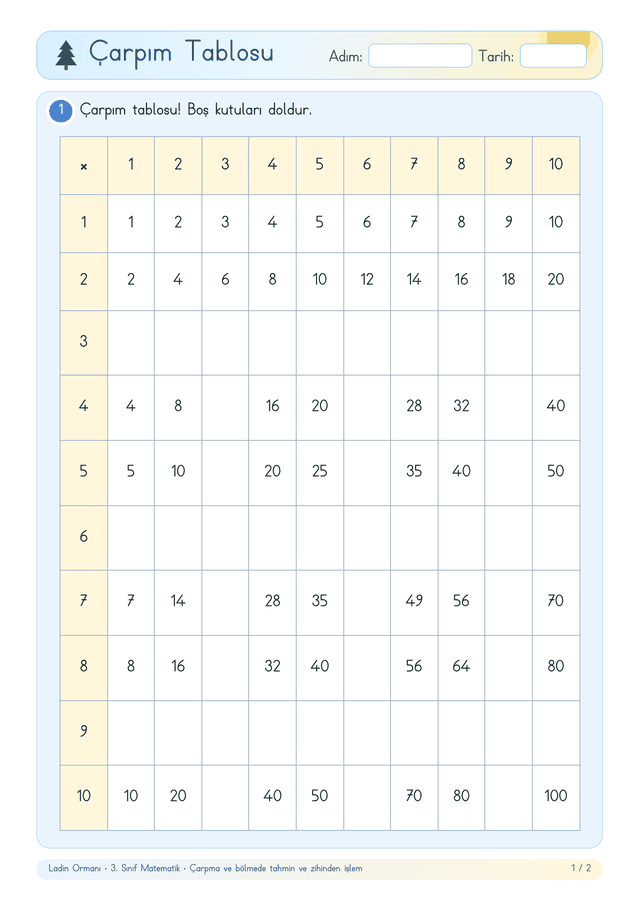 Çarpım Tablosu Adım: Tarih:
1 Çarpım tablosu! Boş kutuları doldur.
× 1 2 3 4 5 6 7 8 9 10
1 1 2 3 4 5 6 7 8 9 10
2 2 4 6 8 10 12 14 16 18 20
3
4 4 8 16 20 28 32 40
5 5 10 20 25 35 40 50
6
7 7 14 28 35 49 56 70
8 8 16 32 40 56 64 80
9
10 10 20 40 50 70 80 100
Ladin Ormanı • 3. Sınıf Matematik • Çarpma ve bölmede tahmin ve zihinden işlem 1 / 2